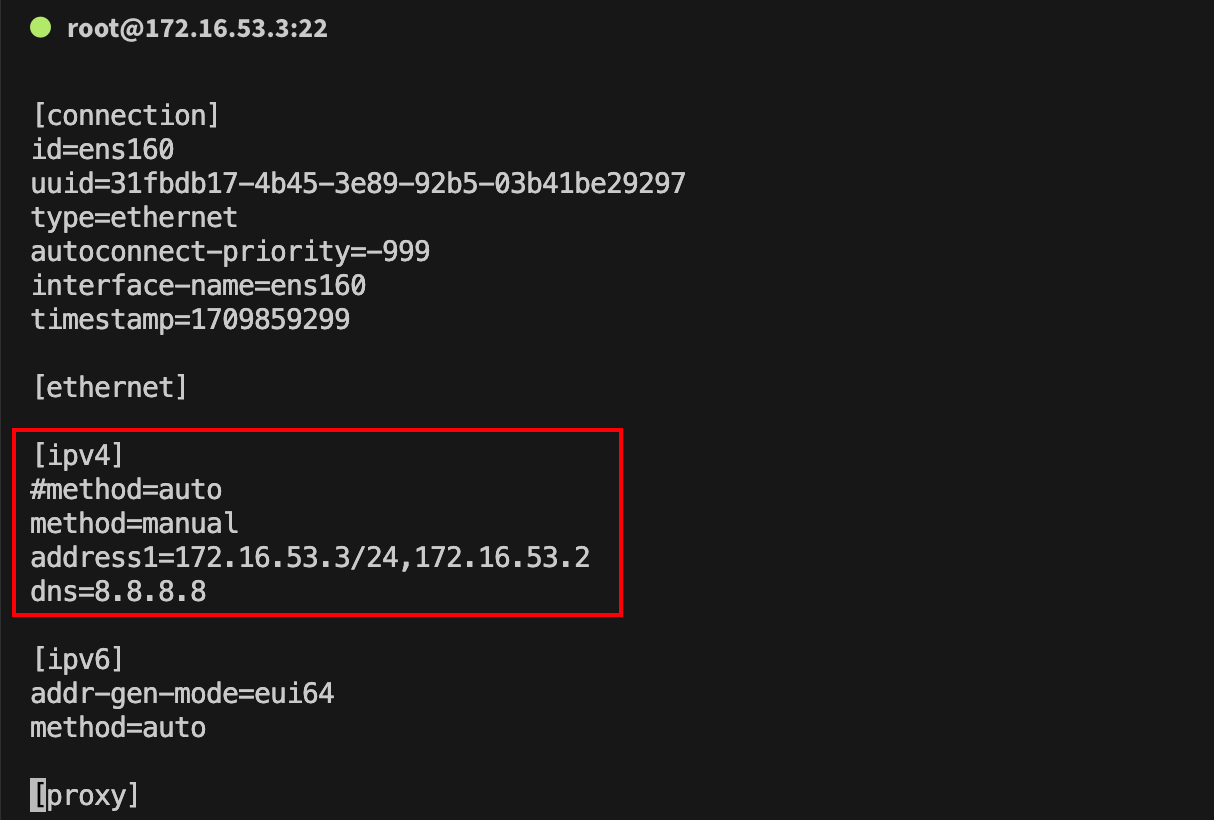 root@172.16.53.3:22
[connection]
id=ens160
uuid=31fbdb17-4b45-3e89-92b5-03b41be29297
type=ethernet
autoconnect-priority=-999
interface-name=ens160
timestamp=1709859299
[ethernet]
[ipv4]
#method=auto
method=manual
address1=172.16.53.3/24,172.16.53.2
dns=8.8.8.8
[ipv6]
addr-gen-mode=eui64
method=auto
[proxy]